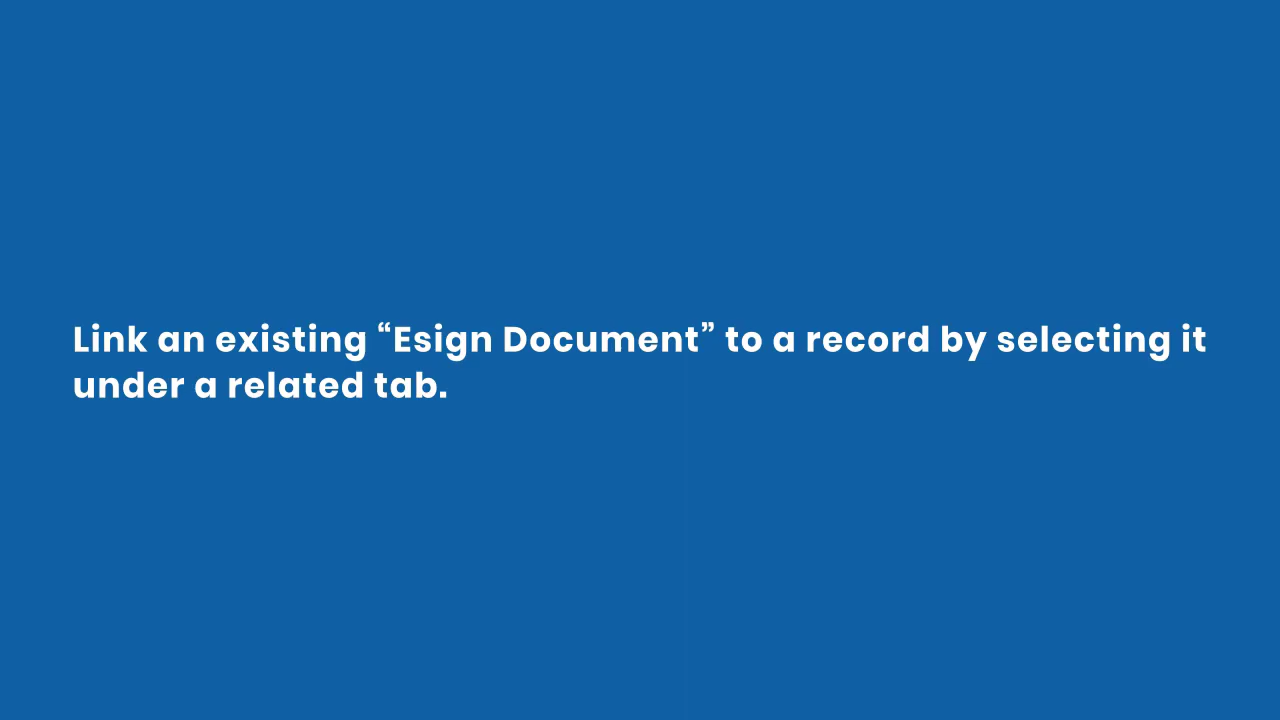 Link an existing “Esign Document” to a record by selecting it
under a related tab.